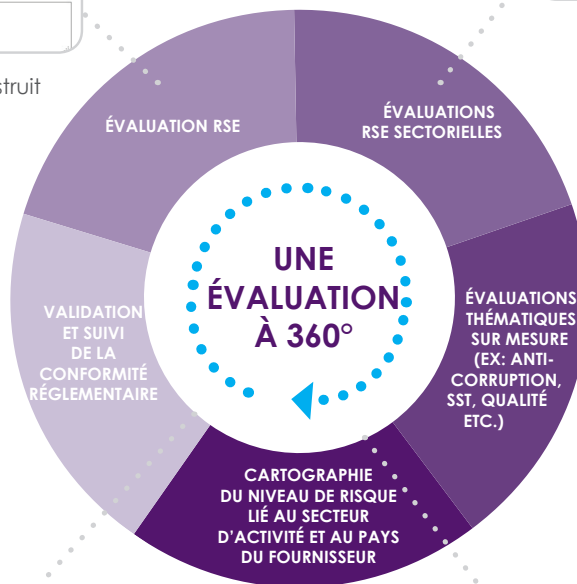 struit
ÉVALUATION RSE
ÉVALUATIONS
RSE SECTORIELLES
UNE
ÉVALUATION
À 360°
ÉVALUATIONS
THÉMATIQUES
SUR MESURE
(EX: ANTI-
CORRUPTION,
SST, QUALITÉ
ETC.)
CARTOGRAPHIE
DU NIVEAU DE RISQUE
LIÉ AU SECTEUR
D'ACTIVITÉ ET AU PAYS
DU FOURNISSEUR
VALIDATION
ET SUIVI
DE LA
CONFORMITÉ
RÉGLEMENTAIRE